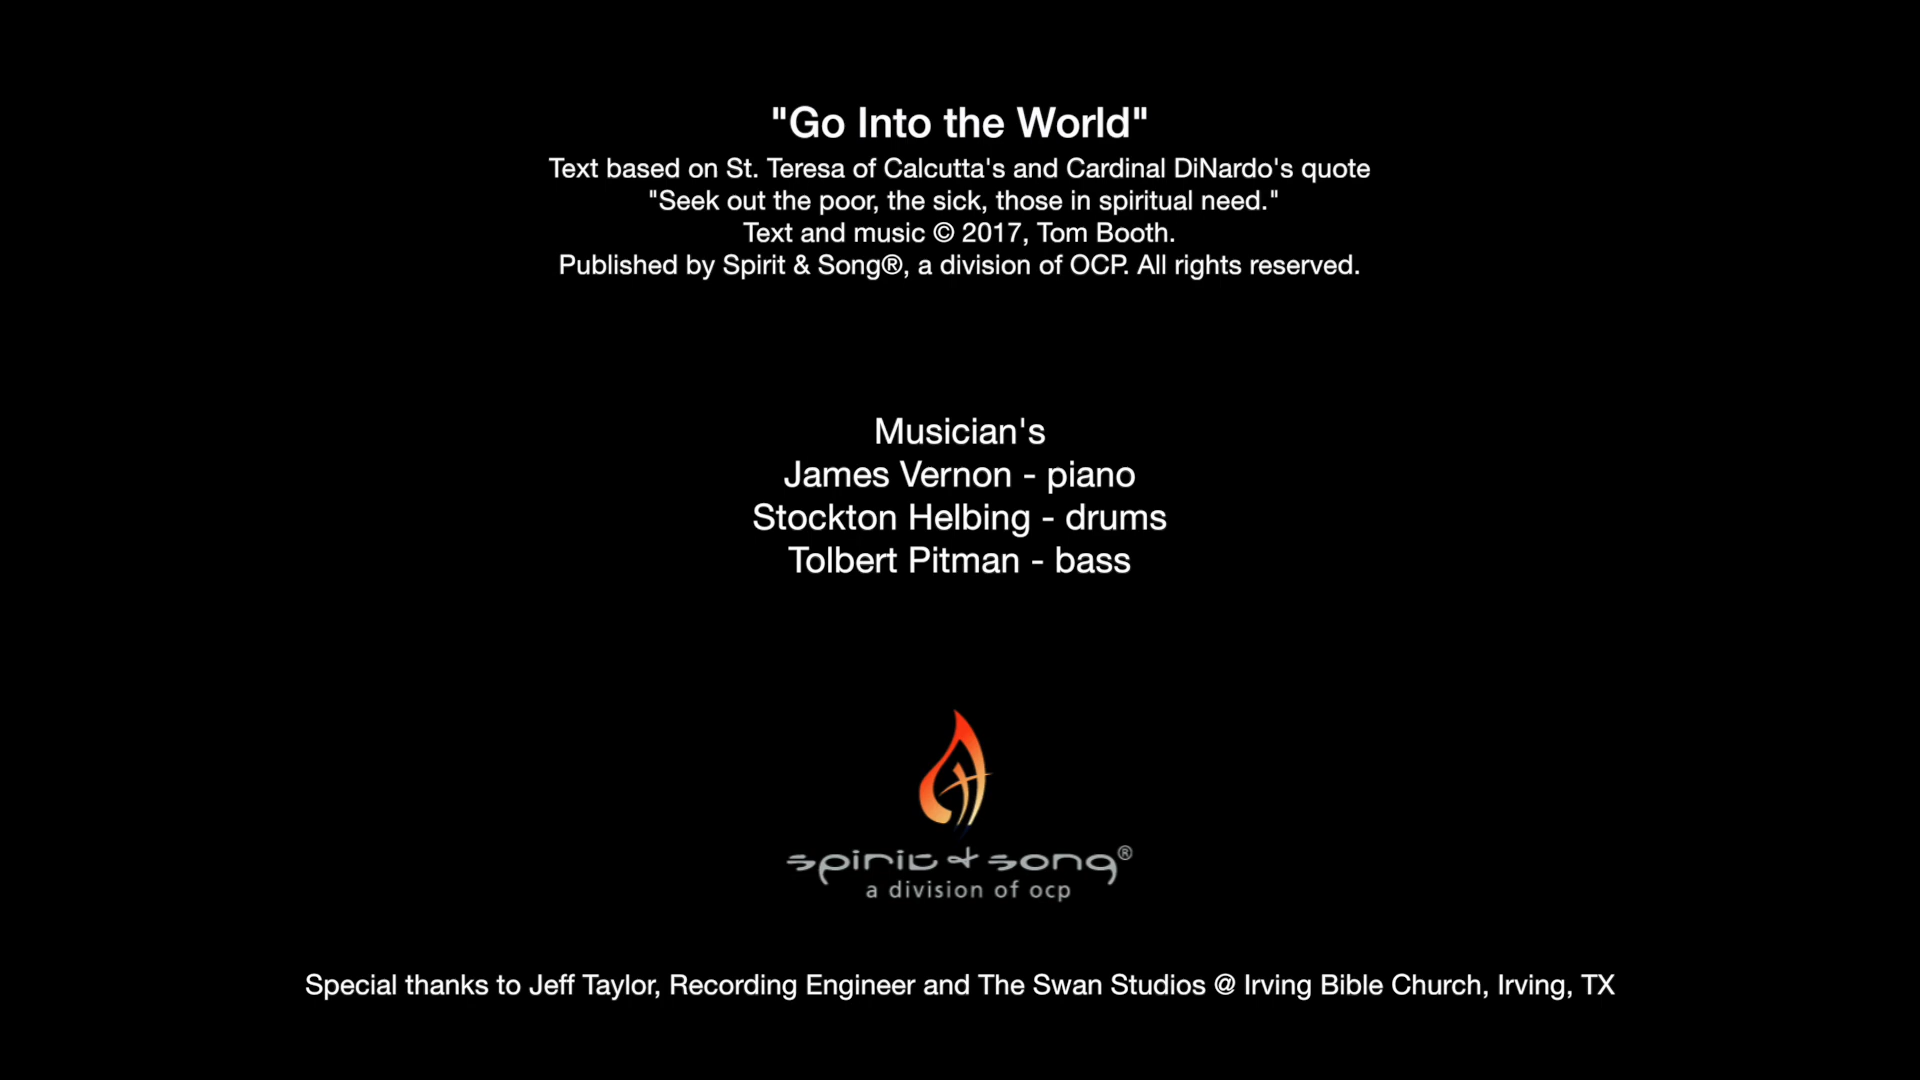 "Go Into the World"
Text based on St. Teresa of Calcutta's and Cardinal DiNardo's quote
"Seek out the poor, the sick, those in spiritual need."
Text and music © 2017, Tom Booth.
Published by Spirit & Song®, a division of OCP. All rights reserved.
Musician's
James Vernon - piano
Stockton Helbing - drums
Tolbert Pitman - bass
spirit & song®
a division of ocp
Special thanks to Jeff Taylor, Recording Engineer and The Swan Studios @ Irving Bible Church, Irving, TX